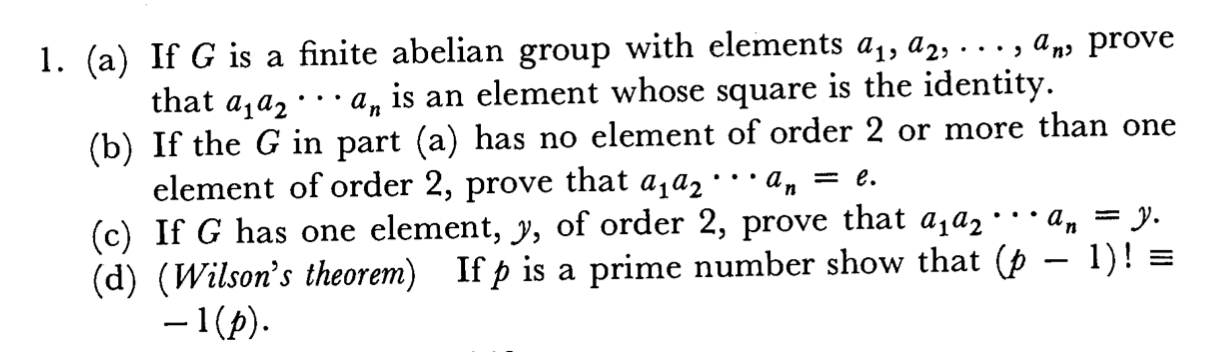 1. (a) If G is a finite abelian group with elements a₁, a₂, . . . , aₙ, prove
that a₁a₂ · · · aₙ is an element whose square is the identity.
(b) If the G in part (a) has no element of order 2 or more than one
element of order 2, prove that a₁a₂ · · · aₙ = e.
(c) If G has one element, y, of order 2, prove that a₁a₂ · · · aₙ = y.
(d) (Wilson's theorem) If p is a prime number show that (p − 1)! ≡
−1(p).